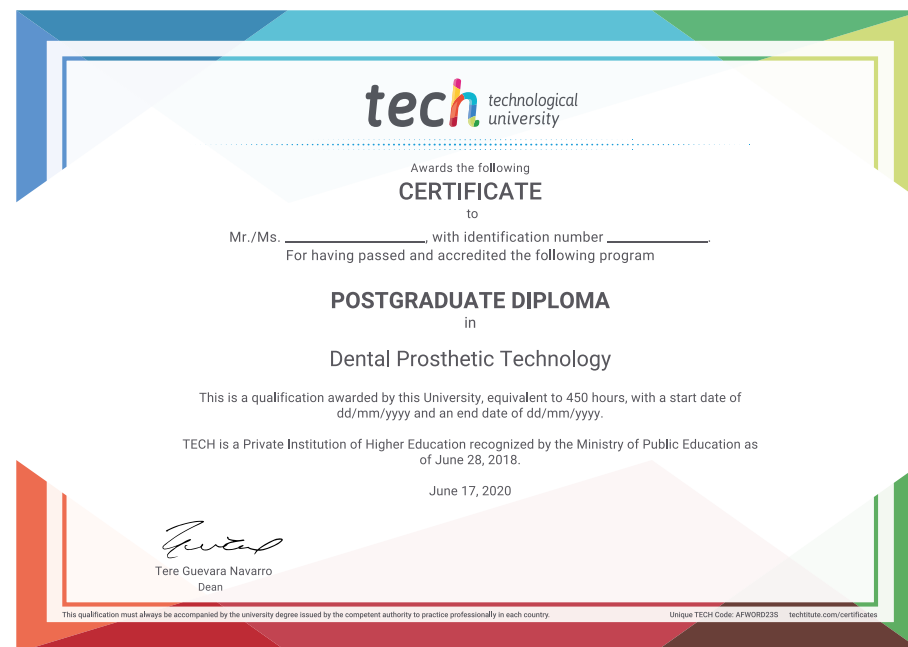 tech technological
university
Awards the following
CERTIFICATE
to
Mr./Ms. ____________________, with identification number ______________.
For having passed and accredited the following program
POSTGRADUATE DIPLOMA
in
Dental Prosthetic Technology
This is a qualification awarded by this University, equivalent to 450 hours, with a start date of
dd/mm/yyyy and an end date of dd/mm/yyyy.
TECH is a Private Institution of Higher Education recognized by the Ministry of Public Education as
of June 28, 2018.
June 17, 2020
Tere Guevara Navarro
Dean
This qualification must always be accompanied by the university degree issued by the competent authority to practice professionally in each country.
Unique TECH Code: AFWORD23S techtitute.com/certificates